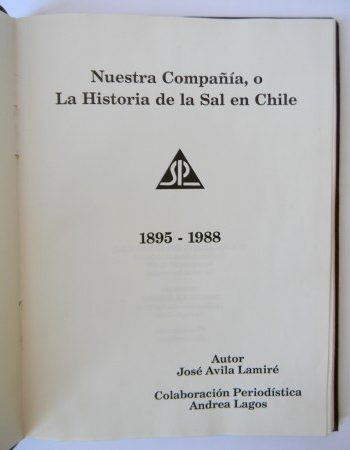 Nuestra Compañía, o
La Historia de la Sal en Chile
SPL
1895 - 1988
Autor
José Avila Lamiré
Colaboración Periodística
Andrea Lagos